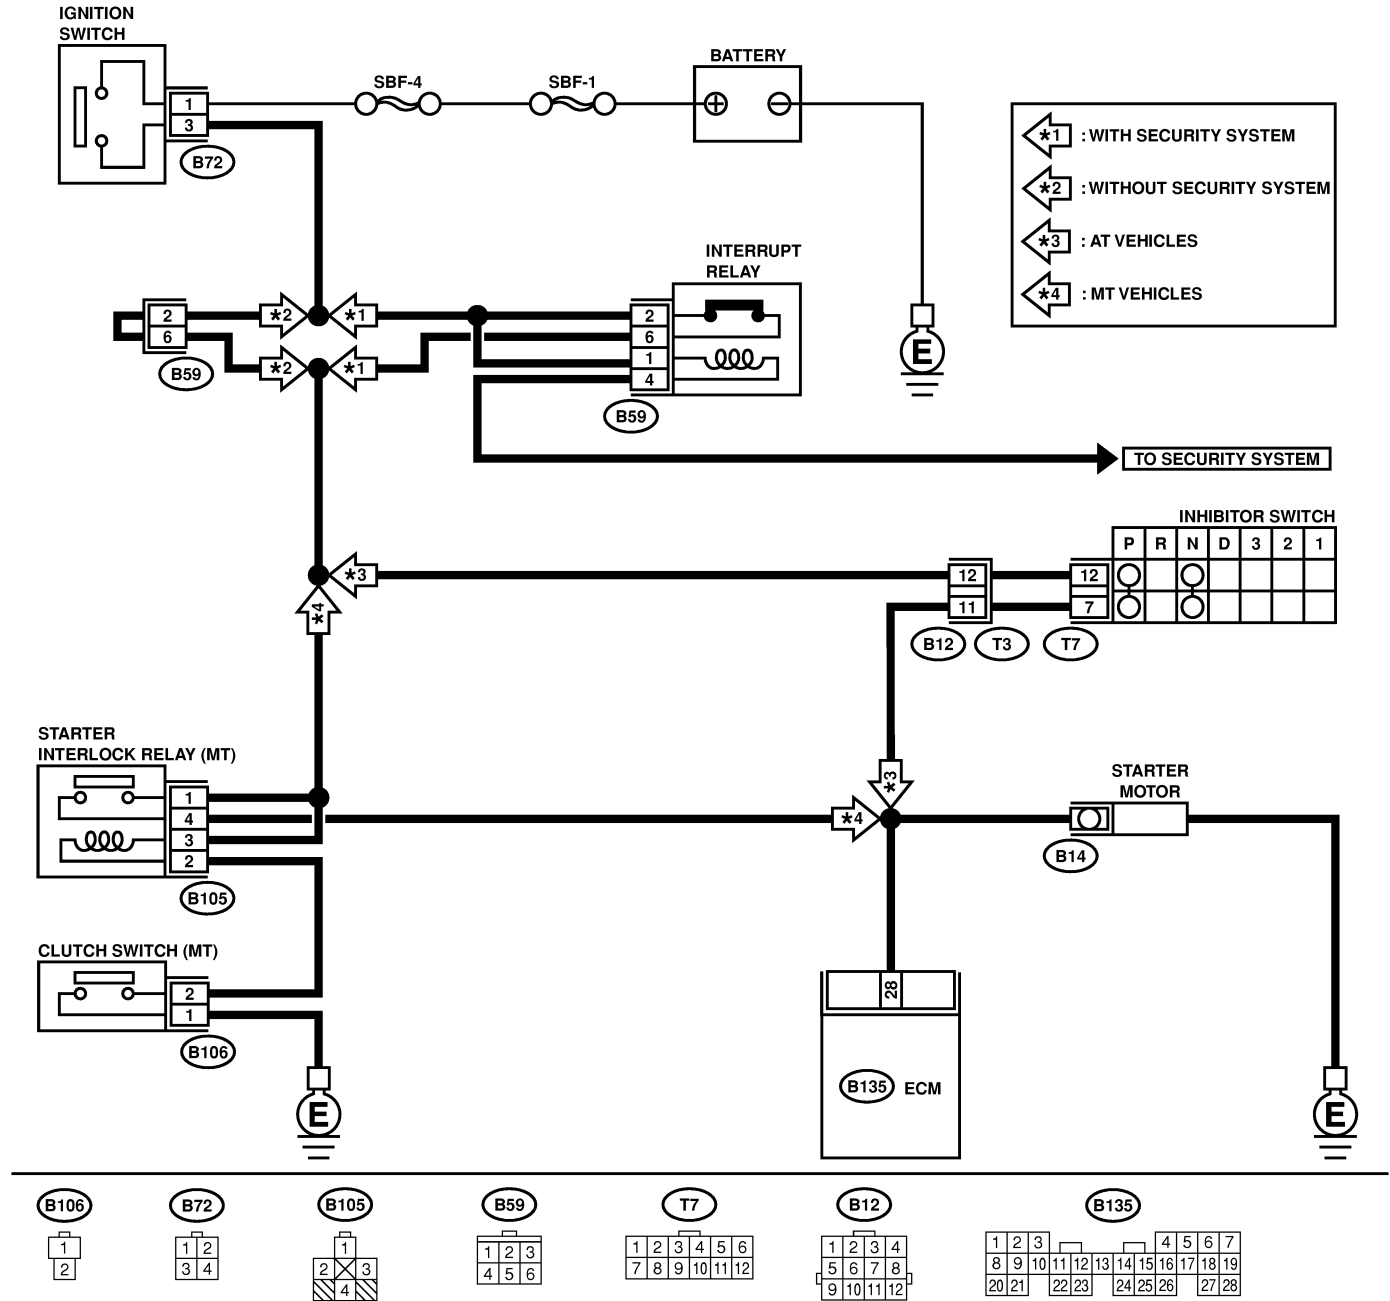 IGNITION
SWITCH
1
3
B72
SBF-4
SBF-1
BATTERY
+
−
E
*1 : WITH SECURITY SYSTEM
*2 : WITHOUT SECURITY SYSTEM
*3 : AT VEHICLES
*4 : MT VEHICLES
INTERRUPT
RELAY
2
6
B59
*2
*1
*2
*1
2
6
1
4
B59
TO SECURITY SYSTEM
INHIBITOR SWITCH
P R N D 3 2 1
*3
*4
12
11
12
7
B12
T3
T7
STARTER
INTERLOCK RELAY (MT)
1
4
3
2
B105
*3
*4
STARTER
MOTOR
B14
CLUTCH SWITCH (MT)
2
1
B106
E
28
B135 ECM
E
B106
1
2
B72
1 2
3 4
B105
1
2 3
4
B59
1 2 3
4 5 6
T7
1 2 3 4 5 6
7 8 9 10 11 12
B12
1 2 3 4
5 6 7 8
9 10 11 12
B135
1 2 3 4 5 6 7
8 9 10 11 12 13 14 15 16 17 18 19
20 21 22 23 24 25 26 27 28